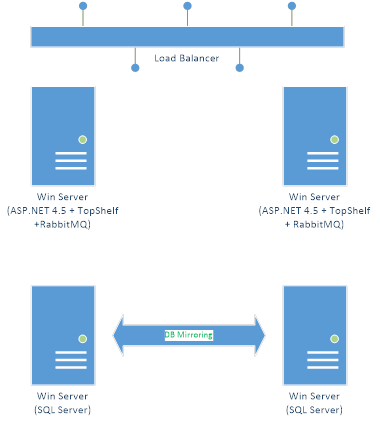 Load Balancer
Win Server
(ASP.NET 4.5 + TopShelf
+RabbitMQ)
Win Server
(ASP.NET 4.5 + TopShelf
+ RabbitMQ)
DB Mirroring
Win Server
(SQL Server)
Win Server
(SQL Server)